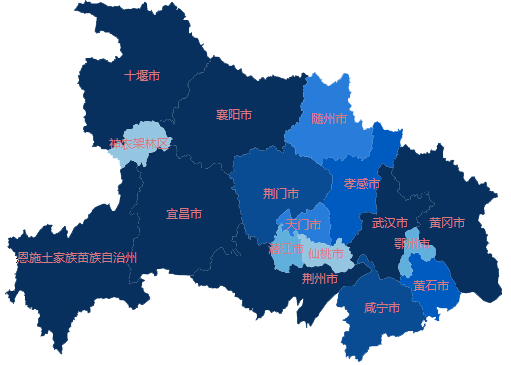 十堰市
襄阳市
随州市
神农架林区
荆门市
孝感市
宜昌市
天门市
武汉市
黄冈市
鄂州市
潜江市
仙桃市
恩施土家族苗族自治州
荆州市
黄石市
咸宁市